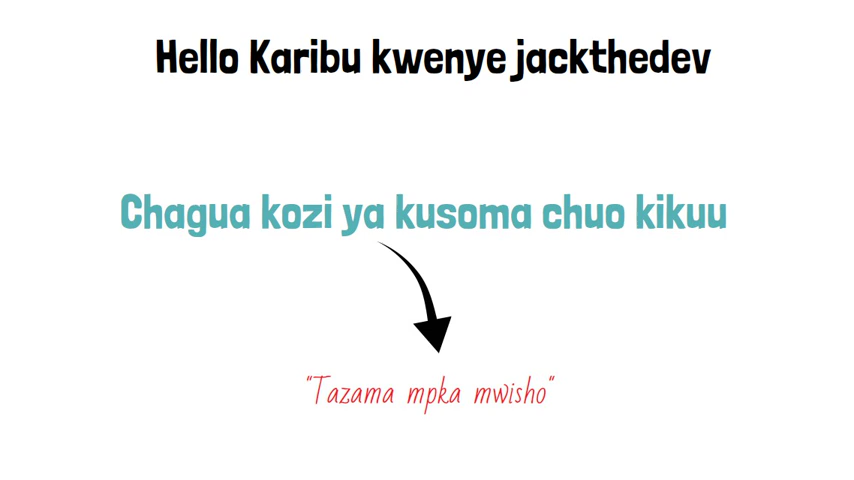 Hello Karibu kwenye jackthedev
Chagua kozi ya kusoma chuo kikuu
"Tazama mpka mwisho"